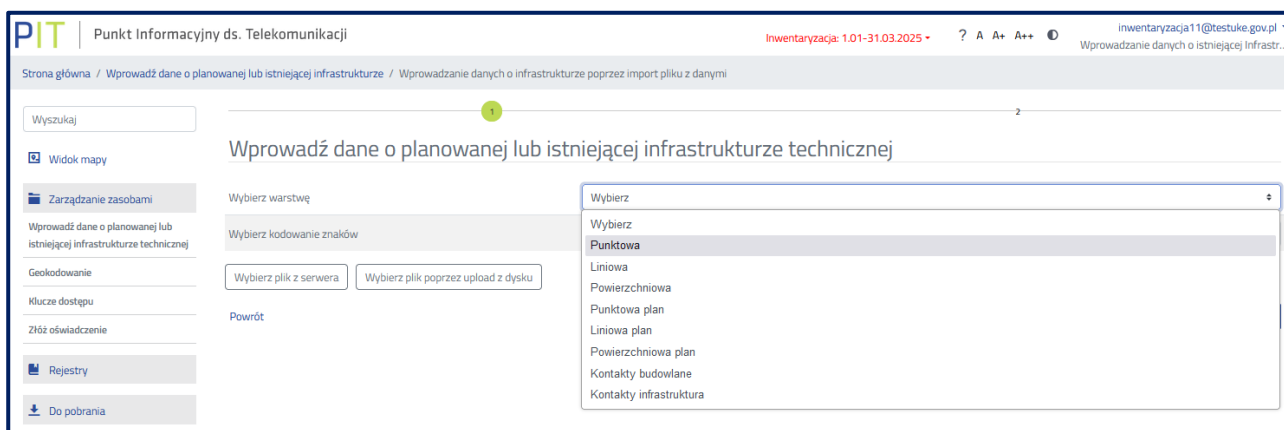 PIT Punkt Informacyjny ds. Telekomunikacji
Inwentaryzacja: 1.01-31.03.2025
? A A+ A++
inwentaryzacja11@testuke.gov.pl
Wprowadzanie danych o istniejącej Infrastr...
Strona główna / Wprowadź dane o planowanej lub istniejącej infrastrukturze / Wprowadzanie danych o infrastrukturze poprzez import pliku z danymi
Wyszukaj
Widok mapy
Zarządzanie zasobami
Wprowadź dane o planowanej lub
istniejącej infrastrukturze technicznej
Geokodowanie
Klucze dostępu
Złóż oświadczenie
Rejestry
Do pobrania
1 2
Wprowadź dane o planowanej lub istniejącej infrastrukturze technicznej
Wybierz warstwę
Wybierz
Wybierz kodowanie znaków
Wybierz
Punktowa
Liniowa
Powierzchniowa
Punktowa plan
Liniowa plan
Powierzchniowa plan
Kontakty budowlane
Kontakty infrastruktura
Wybierz plik z serwera
Wybierz plik poprzez upload z dysku
Powrót